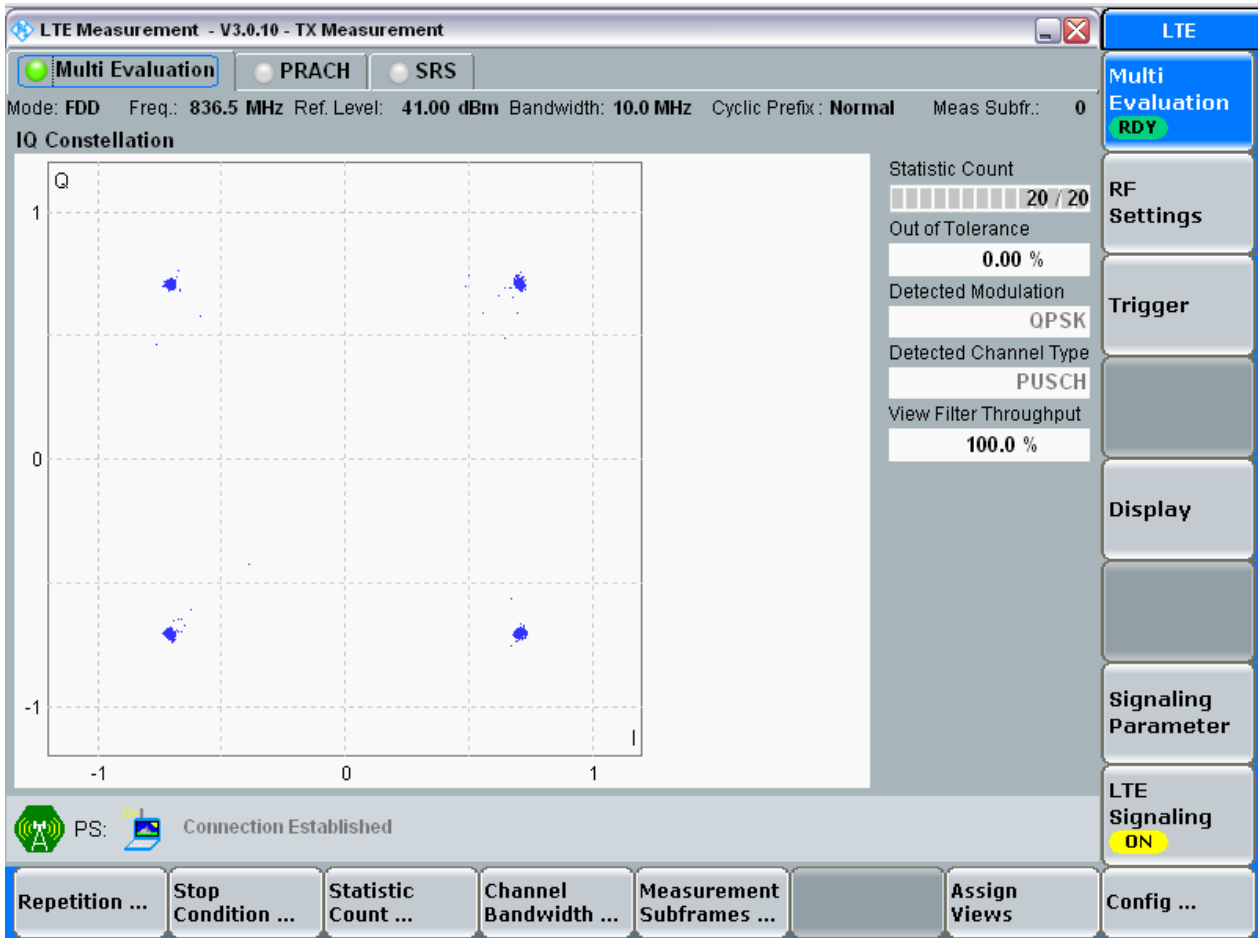 LTE Measurement - V3.0.10 - TX Measurement
LTE
Multi Evaluation PRACH SRS
Multi
Evaluation
RDY
Mode: FDD Freq.: 836.5 MHz Ref. Level: 41.00 dBm Bandwidth: 10.0 MHz Cyclic Prefix : Normal Meas Subfr.: 0
IQ Constellation
Q
1
0
-1
I
-1 0 1
Statistic Count
20 / 20
Out of Tolerance
0.00 %
Detected Modulation
QPSK
Detected Channel Type
PUSCH
View Filter Throughput
100.0 %
RF
Settings
Trigger
Display
Signaling
Parameter
LTE
Signaling
ON
PS: Connection Established
Repetition ...
Stop
Condition ...
Statistic
Count ...
Channel
Bandwidth ...
Measurement
Subframes ...
Assign
Views
Config ...